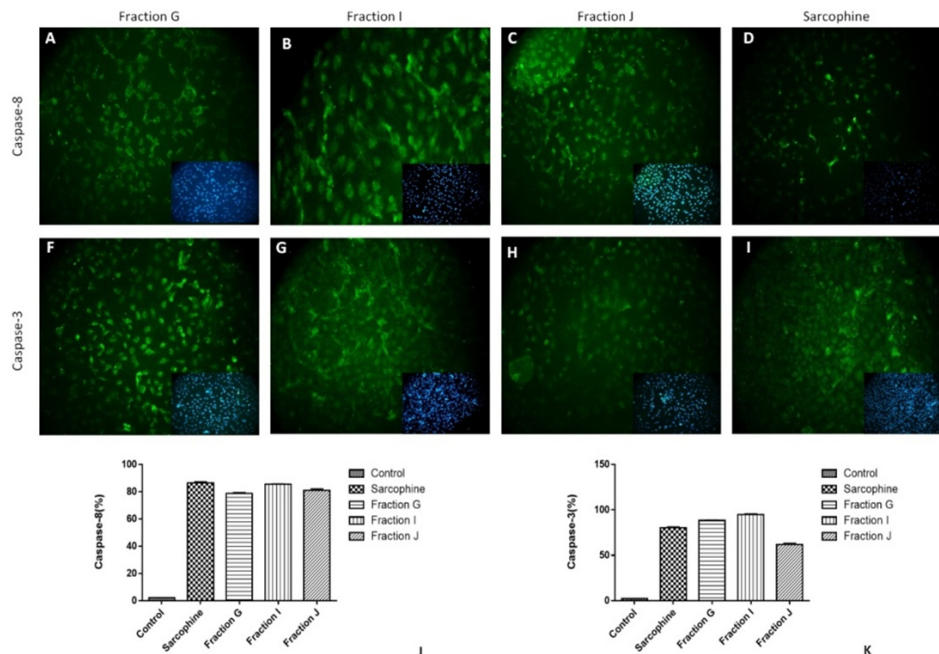 Fraction G
Fraction I
Fraction J
Sarcophine
Caspase-8
A
B
C
D
Caspase-3
F
G
H
I
Caspase-8(%)
100
80
60
40
20
0
Control
Sarcophine
Fraction G
Fraction I
Fraction J
Control
Sarcophine
Fraction G
Fraction I
Fraction J
Caspase-3(%)
150
100
50
0
Control
Sarcophine
Fraction G
Fraction I
Fraction J
Control
Sarcophine
Fraction G
Fraction I
Fraction J
K